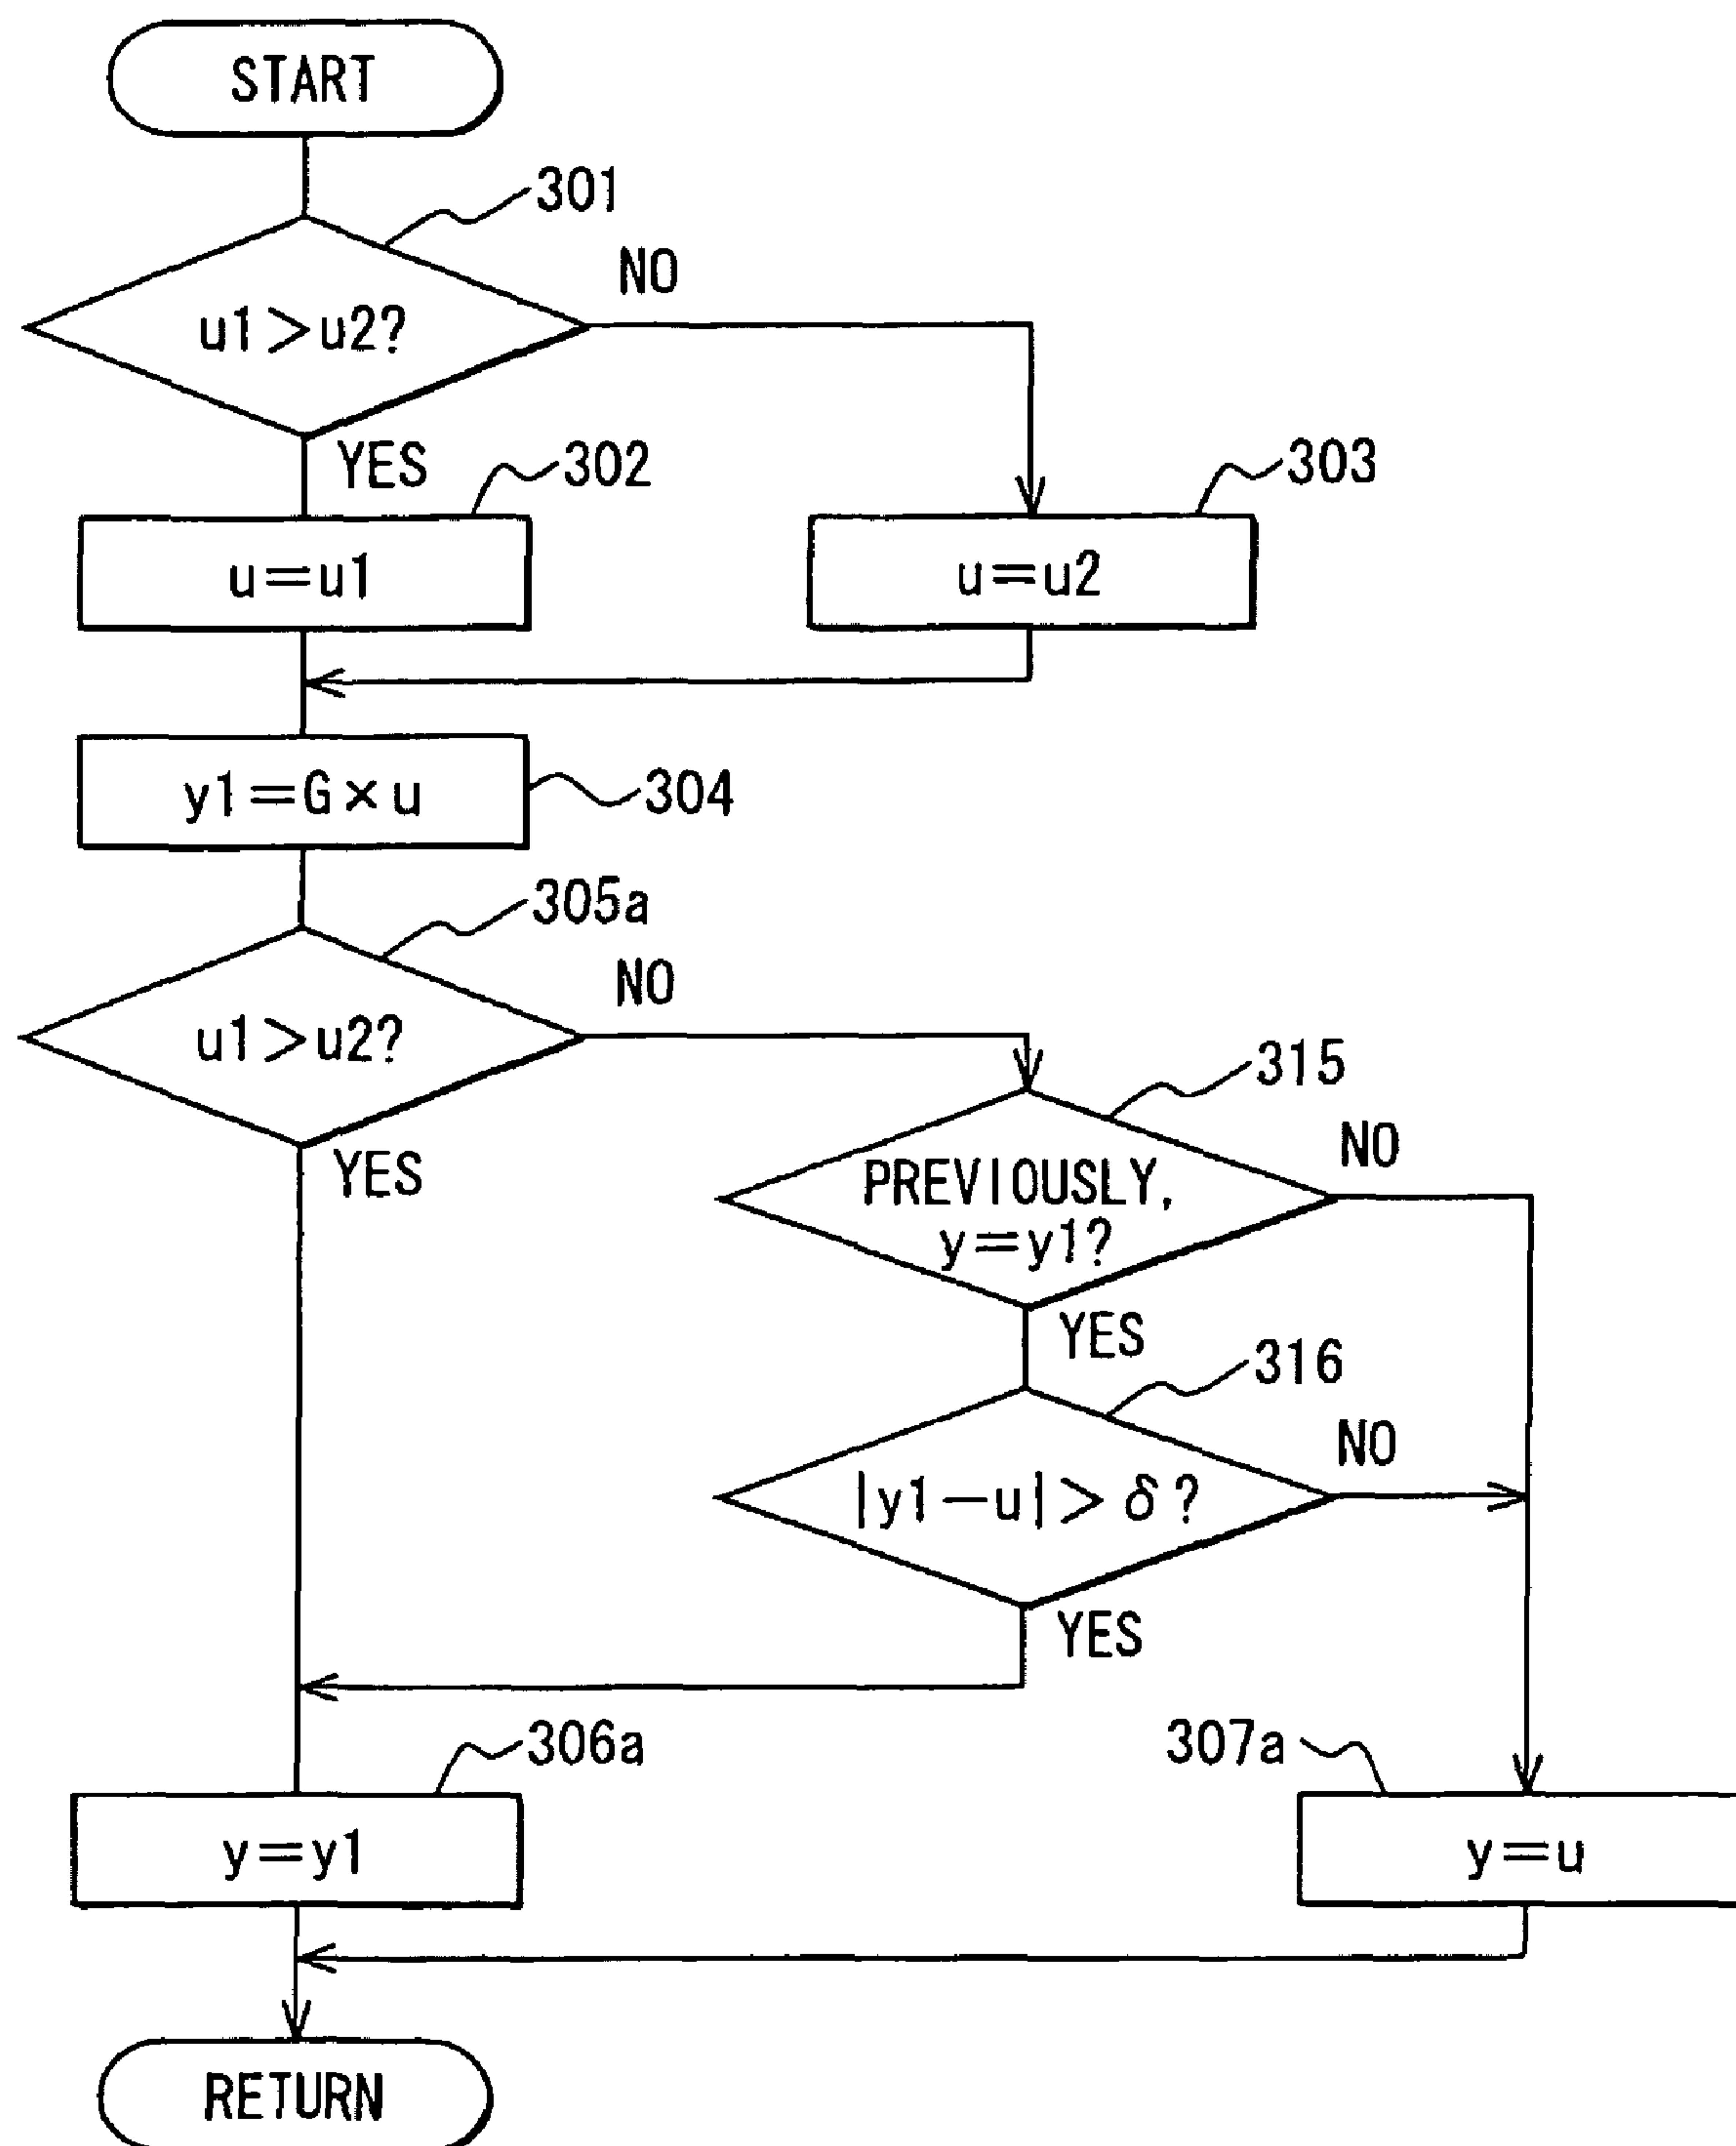 START
301
u1>u2?
NO
YES
302
303
u=u1
u=u2
y1=G×u
304
305a
u1>u2?
NO
YES
315
PREVIOUSLY,
y=y1?
NO
YES
316
|y1-u|>δ?
NO
YES
306a
307a
y=y1
y=u
RETURN